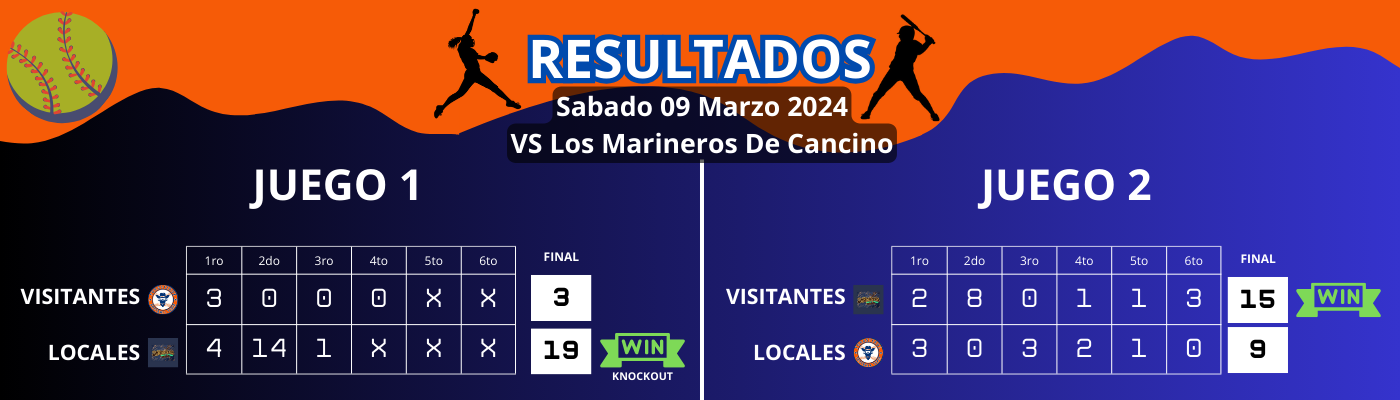 RESULTADOS
Sabado 09 Marzo 2024
VS Los Marineros De Cancino
JUEGO 1
1ro 2do 3ro 4to 5to 6to FINAL
VISITANTES 3 0 0 0 X X 3
LOCALES 4 14 1 X X X 19 WIN
KNOCKOUT
JUEGO 2
1ro 2do 3ro 4to 5to 6to FINAL
VISITANTES 2 8 0 1 1 3 15 WIN
LOCALES 3 0 3 2 1 0 9